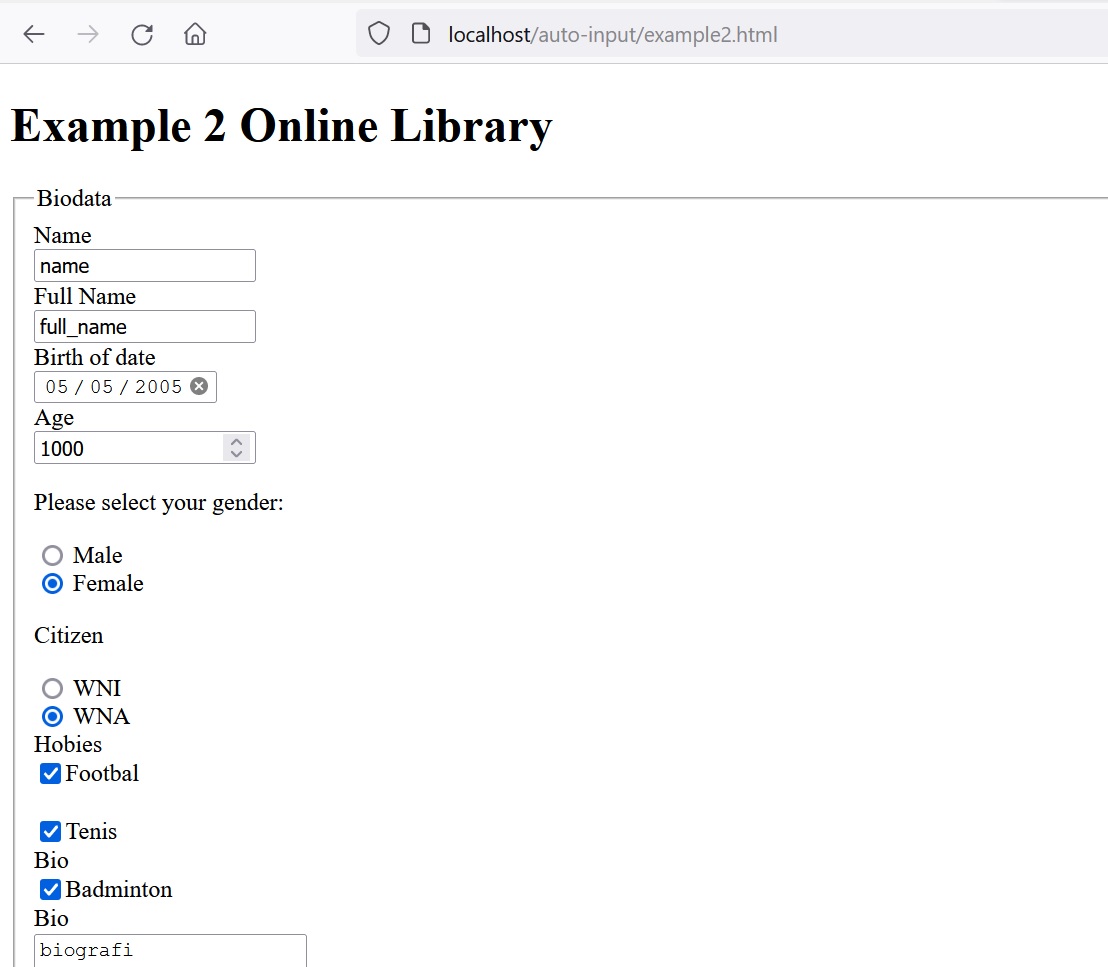 localhost/auto-input/example2.html
Example 2 Online Library
Biodata
Name
name
Full Name
full_name
Birth of date
05 / 05 / 2005
Age
1000
Please select your gender:
Male
Female
Citizen
WNI
WNA
Hobies
Footbal
Tenis
Bio
Badminton
Bio
biografi